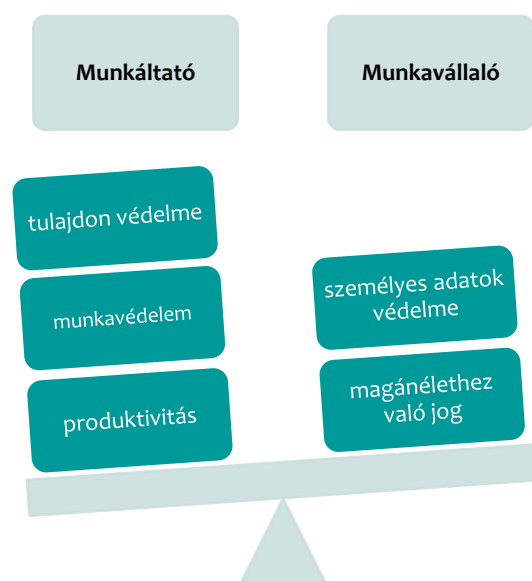 Munkáltató
Munkavállaló
tulajdon védelme
munkavédelem
produktivitás
személyes adatok
védelme
magánélethez
való jog